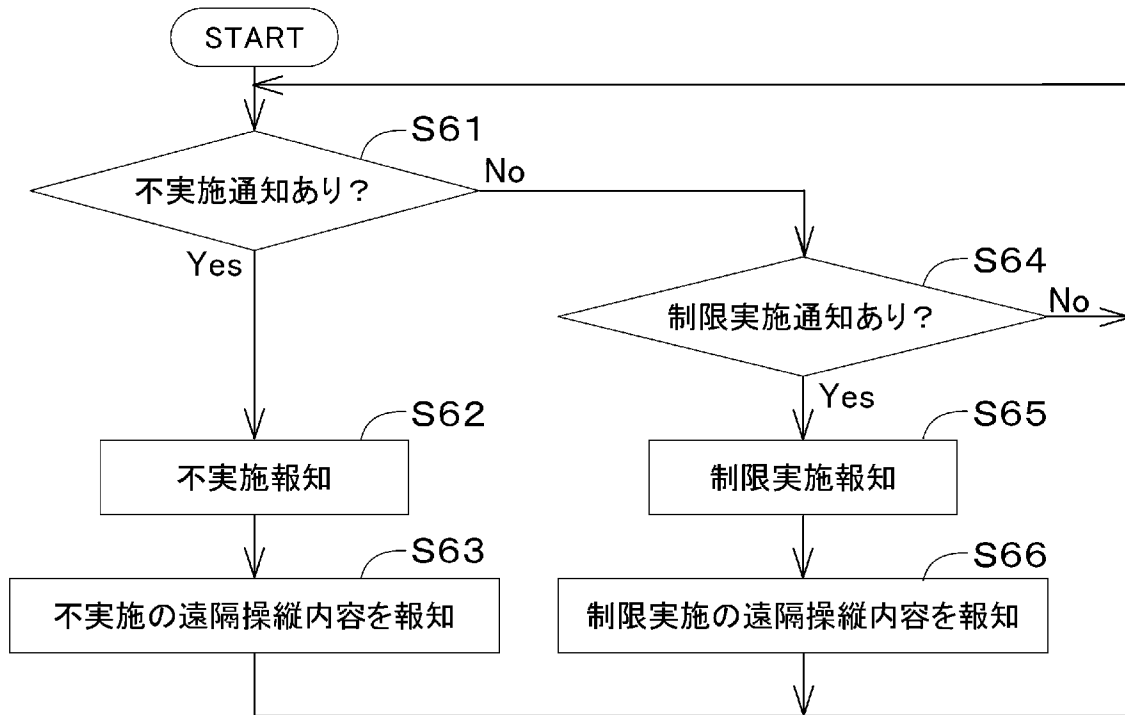 START
S61
不実施通知あり?
No
Yes
S64
制限実施通知あり?
No
Yes
S62
不実施報知
S65
制限実施報知
S63
不実施の遠隔操縦内容を報知
S66
制限実施の遠隔操縦内容を報知